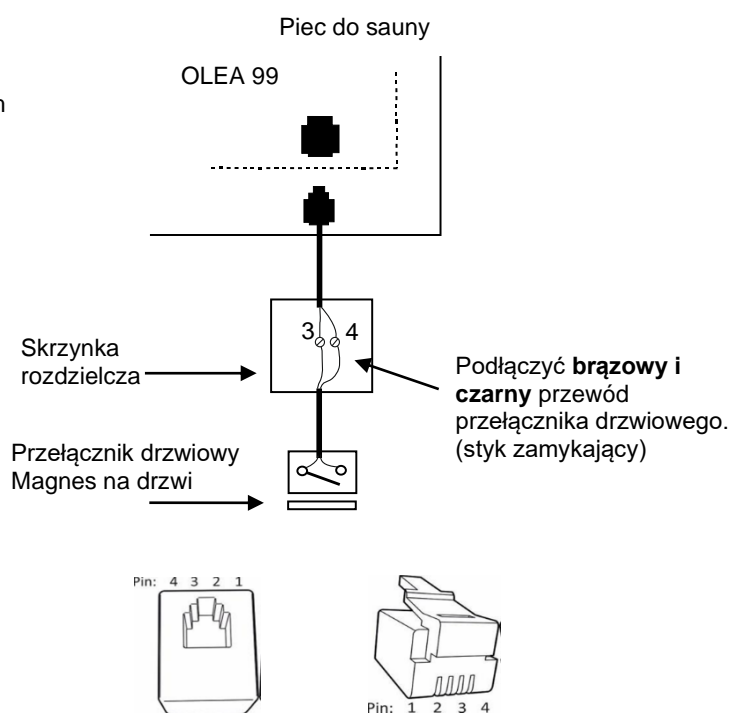 Piec do sauny
OLEA 99
3 4
Skrzynka
rozdzielcza
Podłączyć brązowy i
czarny przewód
przełącznika drzwiowego.
(styk zamykający)
Przełącznik drzwiowy
Magnes na drzwi
Pin: 4 3 2 1
Pin: 1 2 3 4